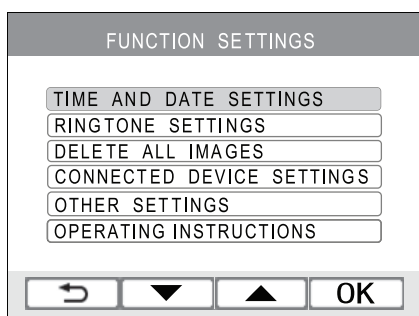 FUNCTION SETTINGS
TIME AND DATE SETTINGS
RINGTONE SETTINGS
DELETE ALL IMAGES
CONNECTED DEVICE SETTINGS
OTHER SETTINGS
OPERATING INSTRUCTIONS
OK